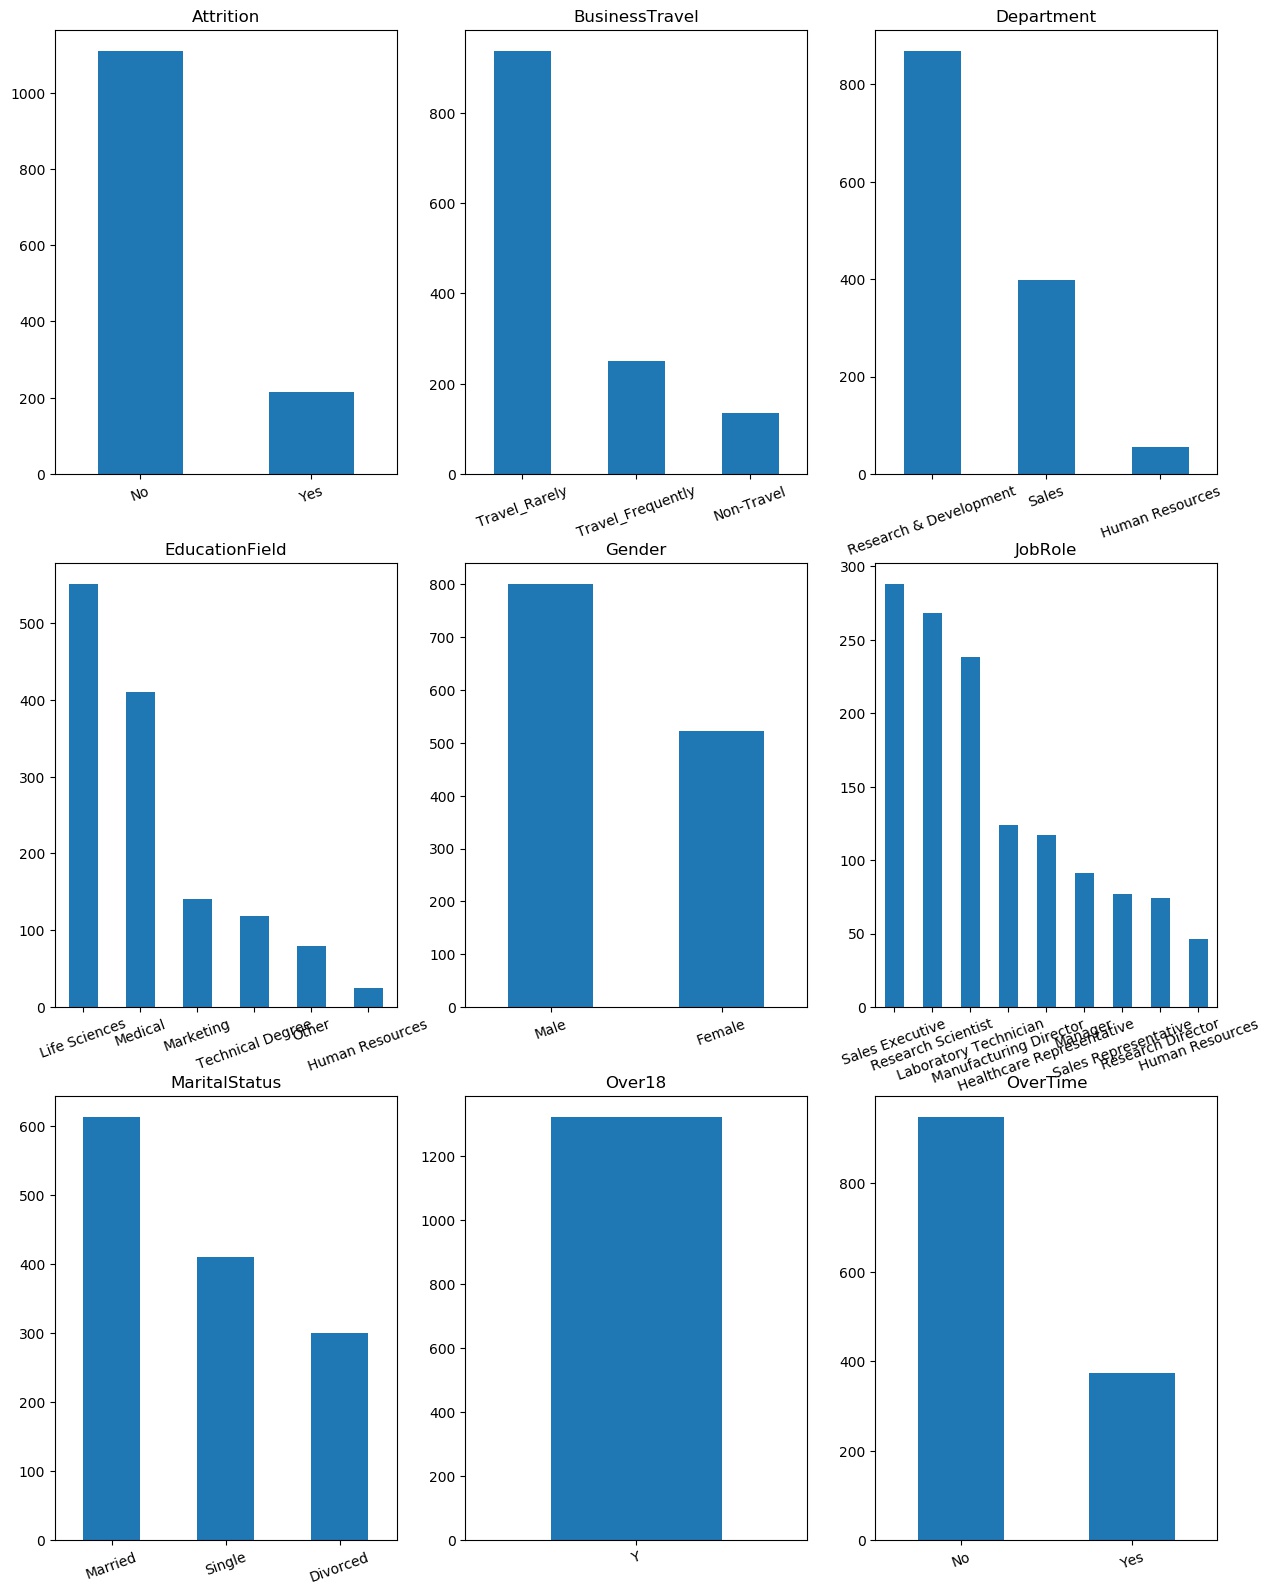 Attrition
1000
800
600
400
200
0
No
Yes
BusinessTravel
800
600
400
200
0
Travel_Rarely
Travel_Frequently
Non-Travel
Department
800
600
400
200
0
Research & Development
Sales
Human Resources
EducationField
500
400
300
200
100
0
Life Sciences
Medical
Marketing
Technical Degree
Other
Human Resources
Gender
800
700
600
500
400
300
200
100
0
Male
Female
JobRole
300
250
200
150
100
50
0
Sales Executive
Research Scientist
Laboratory Technician
Manufacturing Director
Healthcare Representative
Manager
Sales Representative
Research Director
Human Resources
MaritalStatus
600
500
400
300
200
100
0
Married
Single
Divorced
Over18
1200
1000
800
600
400
200
0
Y
OverTime
800
600
400
200
0
No
Yes